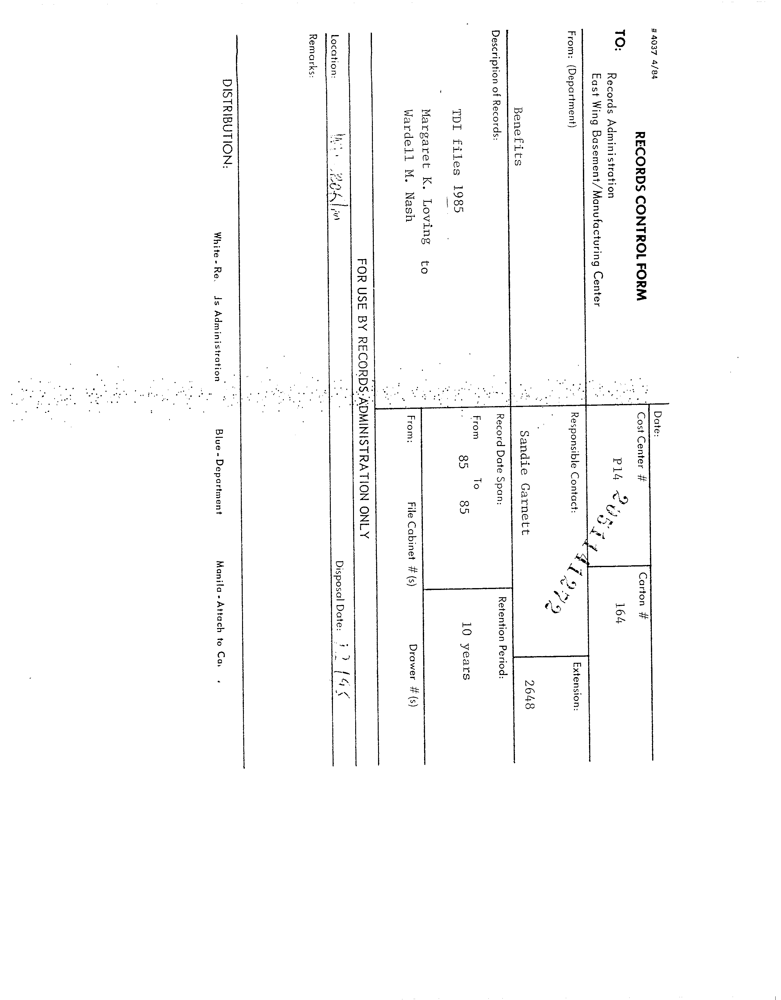 #4037 4/84
RECORDS CONTROL FORM
TO: Records Administration
East Wing Basement/Manufacturing Center
Date:
Cost Center #
P14
Carton #
164
2051141272
From: (Department)
Benefits
Responsible Contact:
Sandie Garnett
Extension:
2648
Description of Records:
TDI files 1985
Margaret K. Loving to
Wardell M. Nash
Record Date Span:
From To
85 85
Retention Period:
10 years
From: File Cabinet #(s) Drawer #(s)
FOR USE BY RECORDS ADMINISTRATION ONLY
Location:
Disposal Date: 12/95
Remarks:
DISTRIBUTION: White - Re. ds Administration Blue - Department Manila - Attach to Ca.